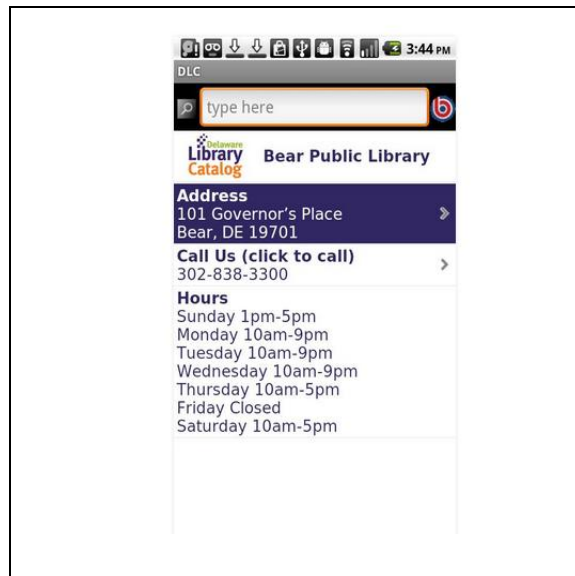 3:44 PM
DLC
type here
Delaware
Library
Catalog
Bear Public Library
Address
101 Governor's Place
Bear, DE 19701
Call Us (click to call)
302-838-3300
Hours
Sunday 1pm-5pm
Monday 10am-9pm
Tuesday 10am-9pm
Wednesday 10am-9pm
Thursday 10am-5pm
Friday Closed
Saturday 10am-5pm